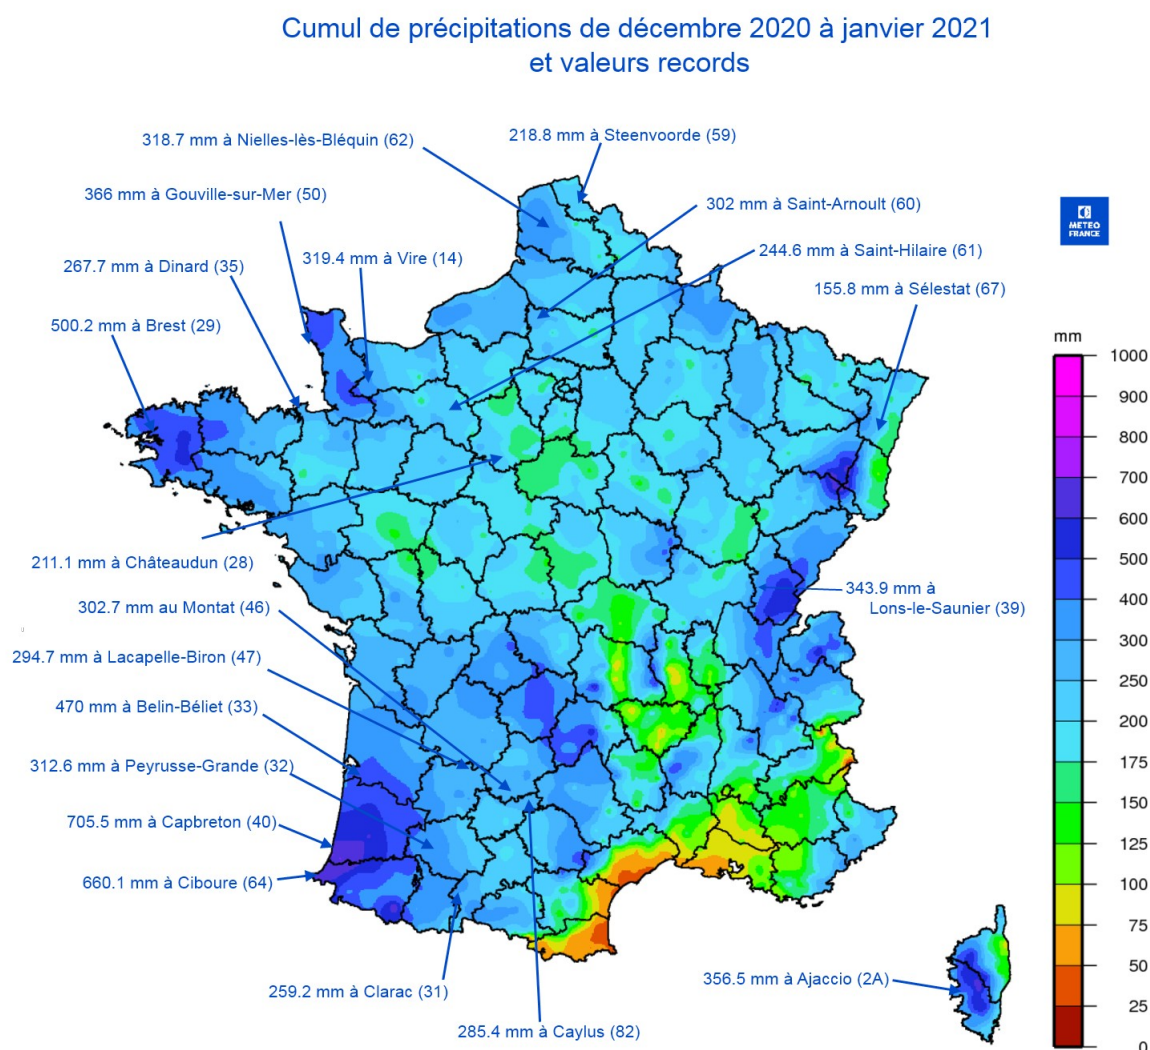 Cumul de précipitations de décembre 2020 à janvier 2021
et valeurs records
318.7 mm à Nielles-lès-Bléquin (62)
218.8 mm à Steenvoorde (59)
366 mm à Gouville-sur-Mer (50)
302 mm à Saint-Arnoult (60)
METEO
FRANCE
319.4 mm à Vire (14)
244.6 mm à Saint-Hilaire (61)
267.7 mm à Dinard (35)
155.8 mm à Sélestat (67)
500.2 mm à Brest (29)
mm
1000
900
800
700
600
500
400
300
250
200
175
150
125
100
75
50
25
0
211.1 mm à Châteaudun (28)
343.9 mm à
Lons-le-Saunier (39)
302.7 mm au Montat (46)
294.7 mm à Lacapelle-Biron (47)
470 mm à Belin-Béliet (33)
312.6 mm à Peyrusse-Grande (32)
705.5 mm à Capbreton (40)
660.1 mm à Ciboure (64)
259.2 mm à Clarac (31)
356.5 mm à Ajaccio (2A)
285.4 mm à Caylus (82)